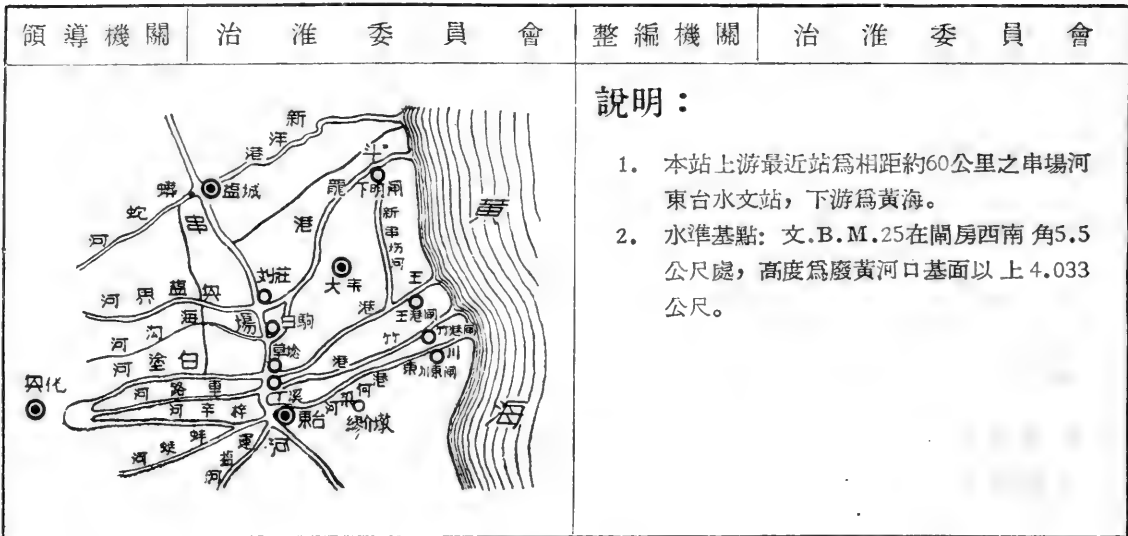 領導機關 治淮委員會 整編機關 治淮委員會
說明：
1. 本站上游最近站爲相距約60公里之串場河
東台水文站，下游爲黃海。
2. 水準基點：文.B.M.25在閘房西南角5.5
公尺處，高度爲廢黃河口基面以上4.033
公尺。
新洋港
斗龍港
下明閘
鹽城
蟒蛇河
串場河
新串場河
黃海
刘莊
大丰
兴鹽界河
王港
王港閘
海溝河
白駒
竹港
竹港閘
白塗河
草堰
川港
東川東閘
兴化
車路河
丁溪
何垛河
梓辛河
東台
蚌蜒河
運鹽河